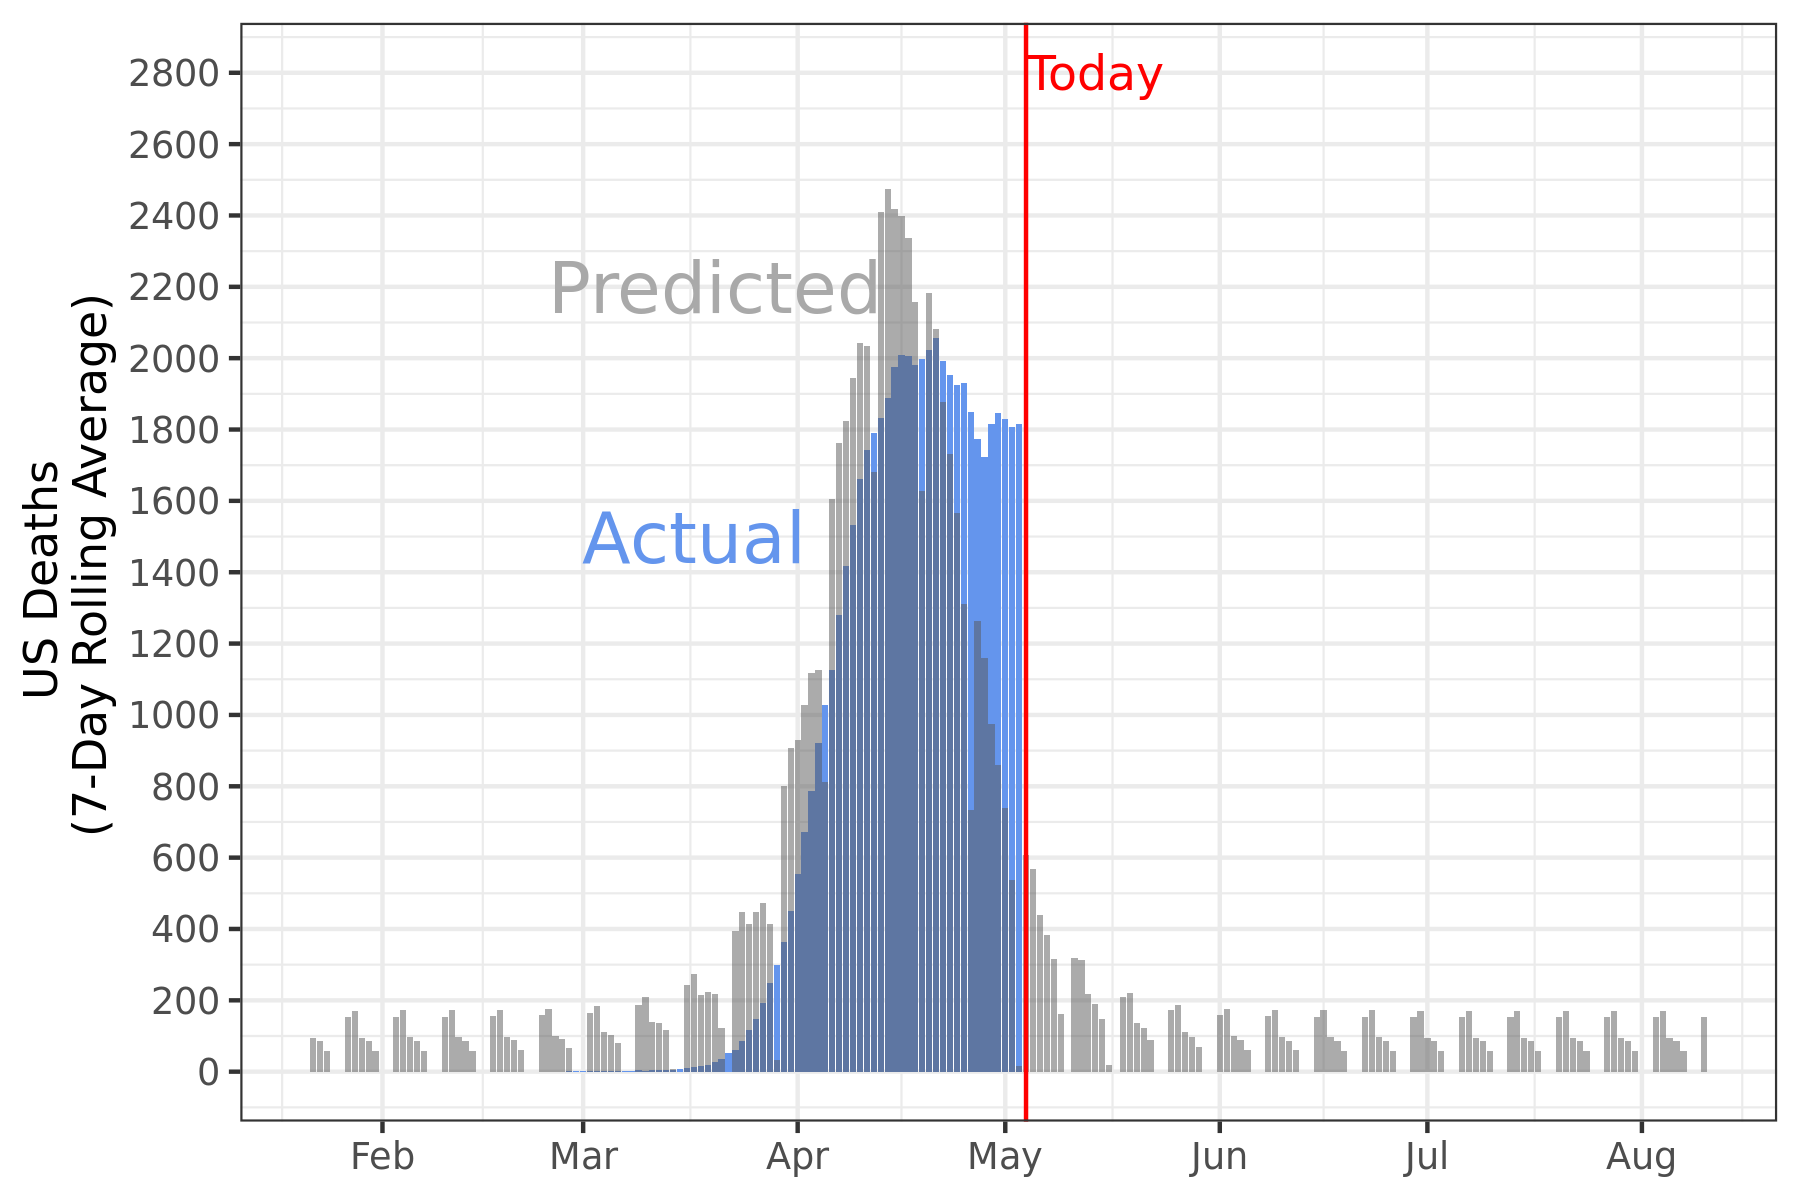 US Deaths
(7-Day Rolling Average)
2800
2600
2400
2200
2000
1800
1600
1400
1200
1000
800
600
400
200
0
Today
Predicted
Actual
Feb Mar Apr May Jun Jul Aug